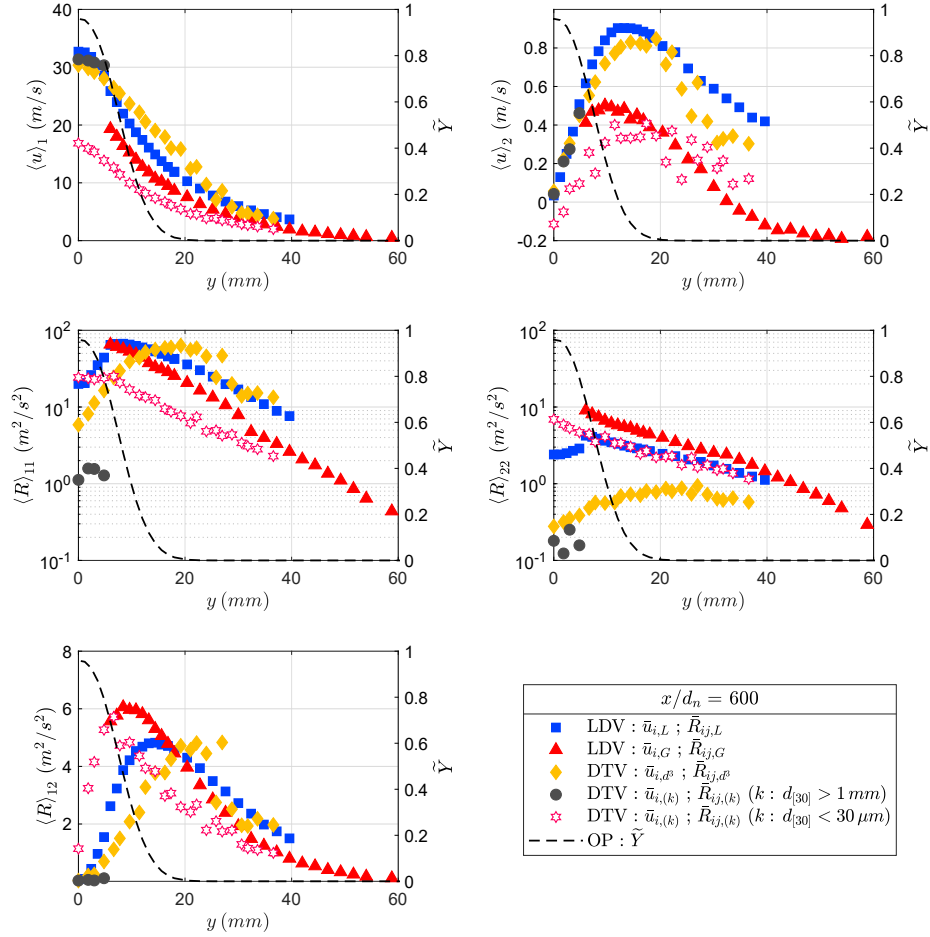 40 30 20 10 0
⟨u⟩₁ (m/s)
1 0.8 0.6 0.4 0.2 0
Ỹ
0 20 40 60
y (mm)
0.8 0.6 0.4 0.2 0 -0.2
⟨u⟩₂ (m/s)
1 0.8 0.6 0.4 0.2 0
Ỹ
0 20 40 60
y (mm)
10² 10¹ 10⁰ 10⁻¹
⟨R⟩₁₁ (m²/s²)
1 0.8 0.6 0.4 0.2 0
Ỹ
0 20 40 60
y (mm)
10² 10¹ 10⁰ 10⁻¹
⟨R⟩₂₂ (m²/s²)
1 0.8 0.6 0.4 0.2 0
Ỹ
0 20 40 60
y (mm)
8 6 4 2
⟨R⟩₁₂ (m²/s²)
1 0.8 0.6 0.4 0.2 0
Ỹ
0 20 40 60
y (mm)
x/dₙ = 600
LDV : ū_{i,L} ; R̄_{ij,L}
LDV : ū_{i,G} ; R̄_{ij,G}
DTV : ū_{i,d³} ; R̄_{ij,d³}
DTV : ū_{i,(k)} ; R̄_{ij,(k)} (k : d_{[30]} > 1 mm)
DTV : ū_{i,(k)} ; R̄_{ij,(k)} (k : d_{[30]} < 30 μm)
OP : Ỹ